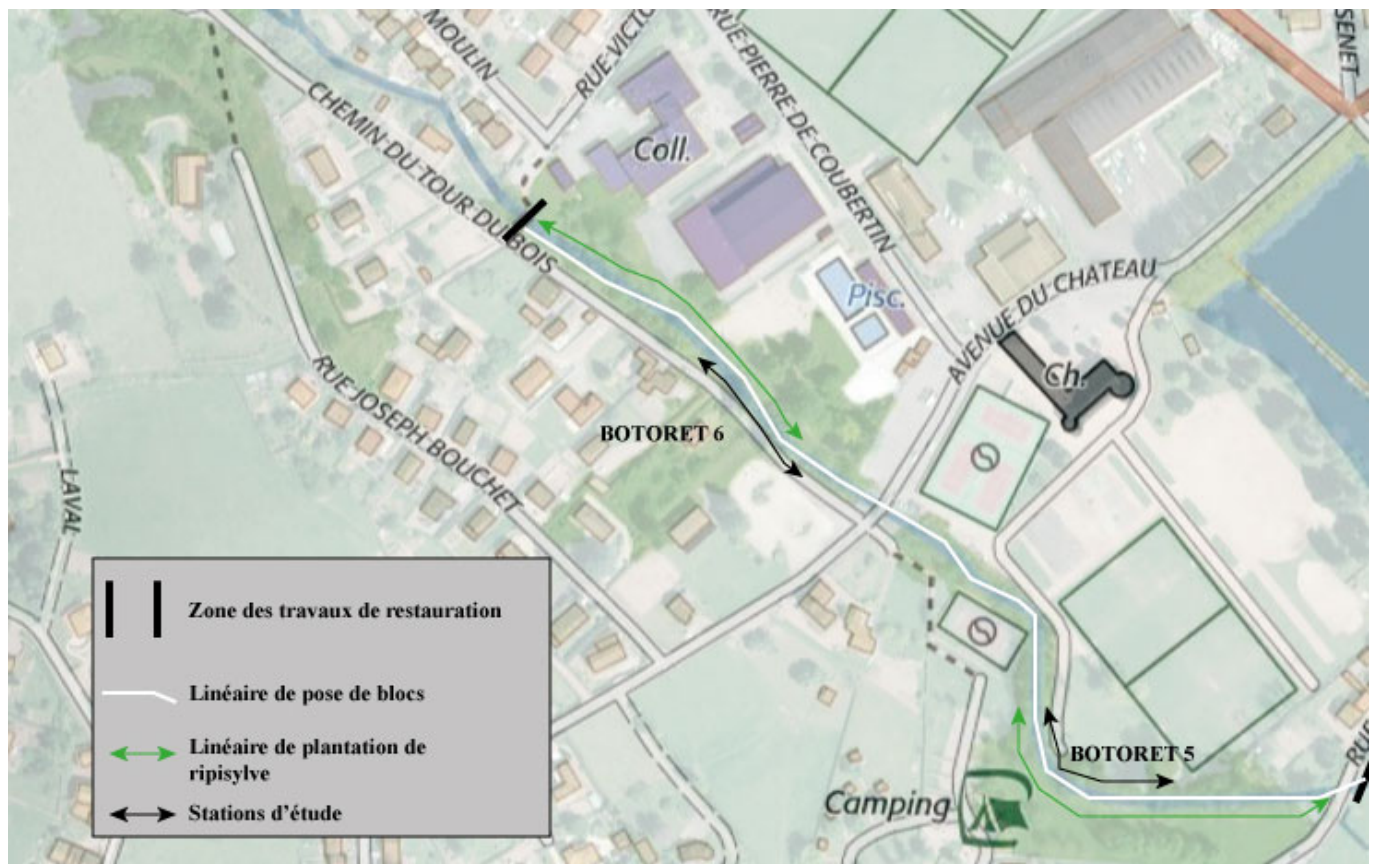 MOULIN
RUE VICTO
RUE PIERRE DE COUBERTIN
SENET
CHEMIN DU TOUR DU BOIS
Coll.
Pisc.
AVENUE DU CHATEAU
Ch.
RUE JOSEPH BOUCHET
BOTORET 6
LAVAL
Zone des travaux de restauration
Linéaire de pose de blocs
Linéaire de plantation de
ripisylve
Stations d'étude
BOTORET 5
Camping
RUE